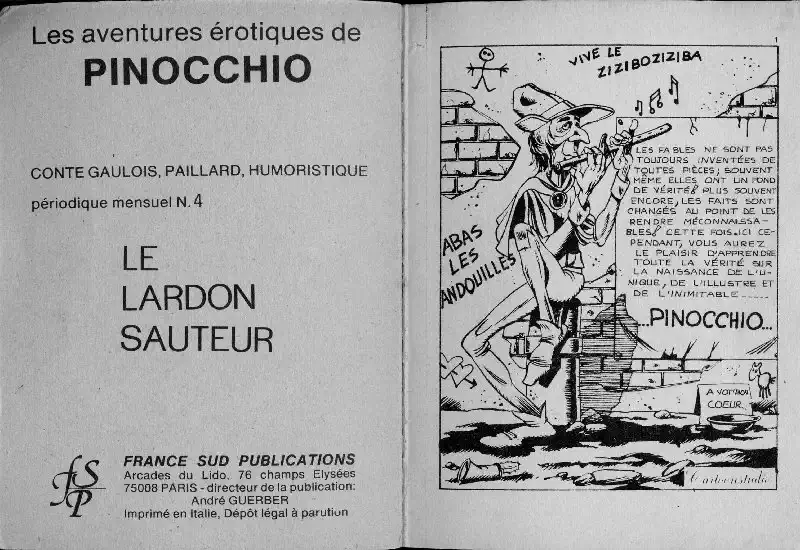 Les aventures érotiques de
PINOCCHIO
CONTE GAULOIS, PAILLARD, HUMORISTIQUE
périodique mensuel N. 4
LE
LARDON
SAUTEUR
FSP
FRANCE SUD PUBLICATIONS
Arcades du Lido, 76 champs Elysées
75008 PARIS - directeur de la publication:
André GUERBER
Imprimé en Italie, Dépôt légal à parution
1
VIVE LE
ZIZIBOZIZIBA
LES FABLES NE SONT PAS
TOUJOURS INVENTÉES DE
TOUTES PIÈCES; SOUVENT
MÊME ELLES ONT UN FOND
DE VÉRITÉ! PLUS SOUVENT
ENCORE, LES FAITS SONT
CHANGÉS AU POINT DE LES
RENDRE MÉCONNAISSA-
BLES! CETTE FOIS-ICI CE-
PENDANT, VOUS AUREZ
LE PLAISIR D'APPRENDRE
TOUTE LA VÉRITÉ SUR
LA NAISSANCE DE L'U-
NIQUE, DE L'ILLUSTRE ET
DE L'INIMITABLE......
...PINOCCHIO...
ABAS
LES
ANDOUILLES
A VOT'BON
COEUR